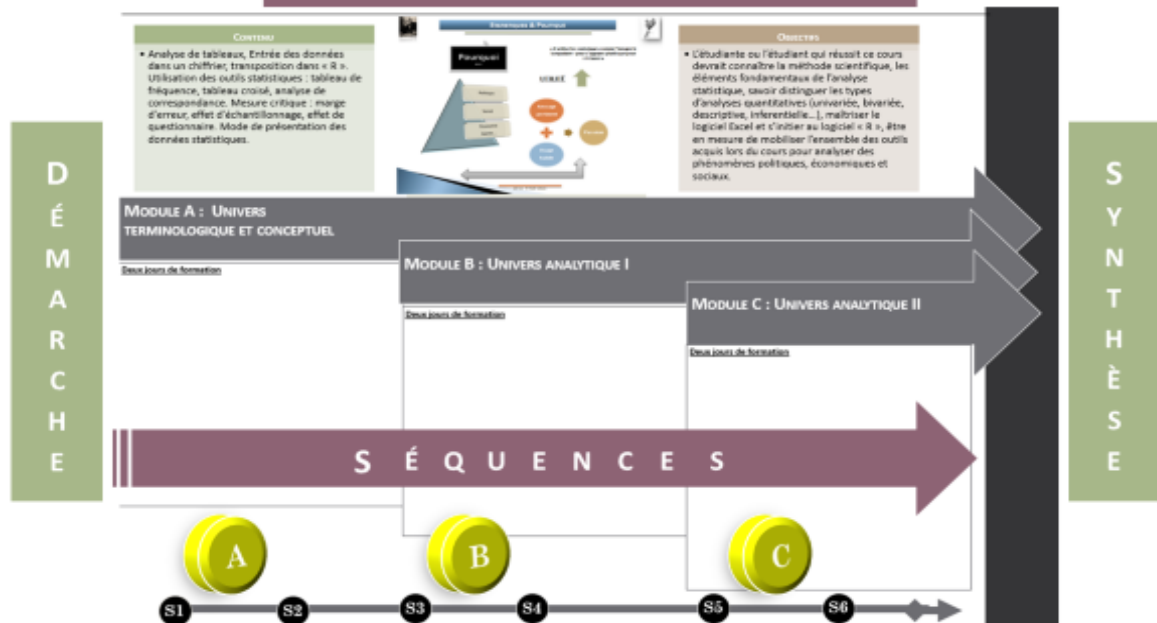 CONTENU
• Analyse de tableaux, Entrée des données
dans un chiffrier, transposition dans « R ».
Utilisation des outils statistiques : tableau de
fréquence, tableau croisé, analyse de
correspondance. Mesure critique : marge
d'erreur, effet d'échantillonnage, effet de
questionnaire. Mode de présentation des
données statistiques.
Pourquoi
OBJECTIFS
• L'étudiante ou l'étudiant qui réussit ce cours
devrait connaître la méthode scientifique, les
éléments fondamentaux de l'analyse
statistique, savoir distinguer les types
d'analyses quantitatives (univariée, bivariée,
descriptive, inferentielle...), maîtriser le
logiciel Excel et s'initier au logiciel « R », être
en mesure de mobiliser l'ensemble des outils
acquis lors du cours pour analyser des
phénomènes politiques, économiques et
sociaux.
DÉMARCHE
MODULE A : UNIVERS
TERMINOLOGIQUE ET CONCEPTUEL
Deux jours de formation
MODULE B : UNIVERS ANALYTIQUE I
Deux jours de formation
MODULE C : UNIVERS ANALYTIQUE II
Deux jours de formation
SYNTHÈSE
SÉQUENCES
A
B
C
S1
S2
S3
S4
S5
S6